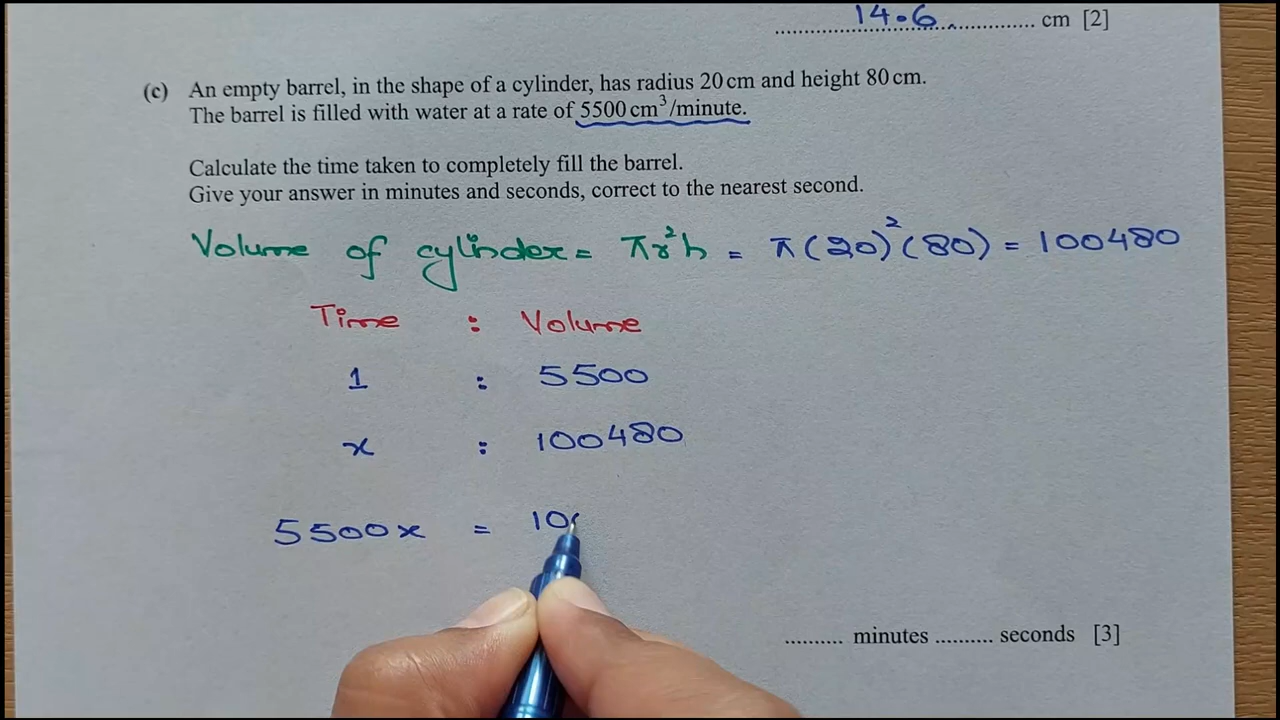 14.6 cm [2]
(c) An empty barrel, in the shape of a cylinder, has radius 20 cm and height 80 cm.
The barrel is filled with water at a rate of 5500 cm³/minute.
Calculate the time taken to completely fill the barrel.
Give your answer in minutes and seconds, correct to the nearest second.
Volume of cylinder = πr²h = π(20)²(80) = 100480
Time : Volume
1 : 5500
x : 100480
5500x = 100
.......... minutes .......... seconds [3]